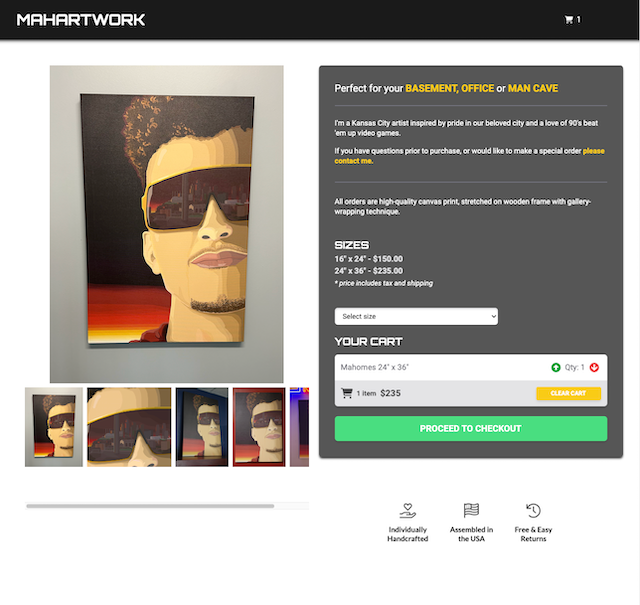 MAHARTWORK
1
Perfect for your BASEMENT, OFFICE or MAN CAVE
I'm a Kansas City artist inspired by pride in our beloved city and a love of 90's beat
'em up video games.
If you have questions prior to purchase, or would like to make a special order please
contact me.
All orders are high-quality canvas print, stretched on wooden frame with gallery-
wrapping technique.
SIZES
16" x 24" - $150.00
24" x 36" - $235.00
* price includes tax and shipping
Select size
YOUR CART
Mahomes 24" x 36"
Qty: 1
1 item $235
CLEAR CART
PROCEED TO CHECKOUT
Individually
Handcrafted
Assembled in
the USA
Free & Easy
Returns